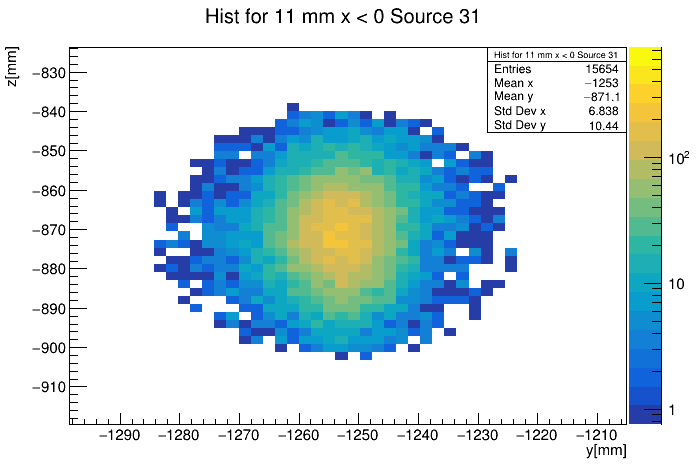 Hist for 11 mm x < 0 Source 31
Hist for 11 mm x < 0 Source 31
Entries 15654
Mean x −1253
Mean y −871.1
Std Dev x 6.838
Std Dev y 10.44
z[mm]
−830
−840
−850
−860
−870
−880
−890
−900
−910
10²
10
1
−1290 −1280 −1270 −1260 −1250 −1240 −1230 −1220 −1210
y[mm]